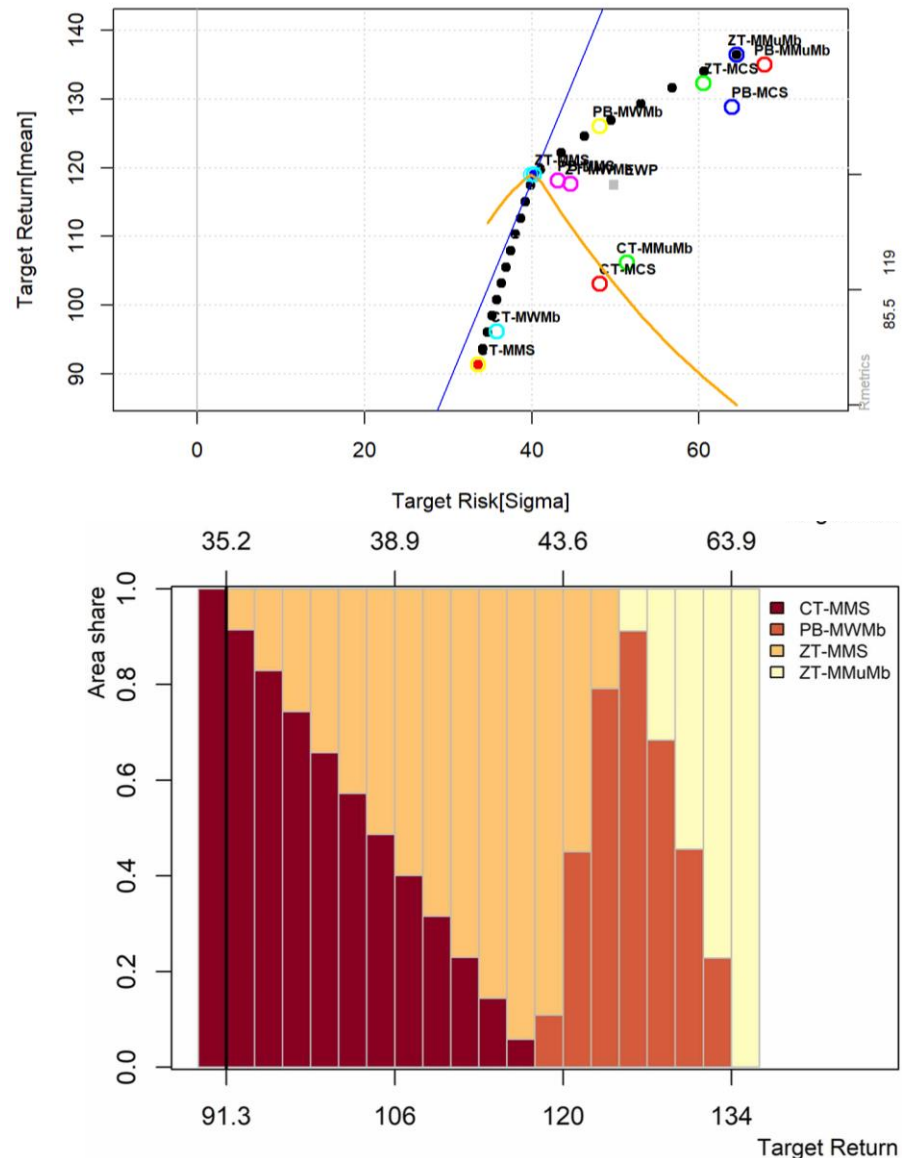 140
130
120
110
100
90
Target Return[mean]
ZT-MMuMb
PB-MMuMb
ZT-MCS
PB-MCS
PB-MWMb
ZT-MMS
ZT-MWMb
EWP
CT-MMuMb
CT-MCS
CT-MWMb
T-MMS
119
85.5
Rmetrics
0 20 40 60
Target Risk[Sigma]
35.2 38.9 43.6 63.9
Area share
1.0
0.8
0.6
0.4
0.2
0.0
CT-MMS
PB-MWMb
ZT-MMS
ZT-MMuMb
91.3 106 120 134
Target Return